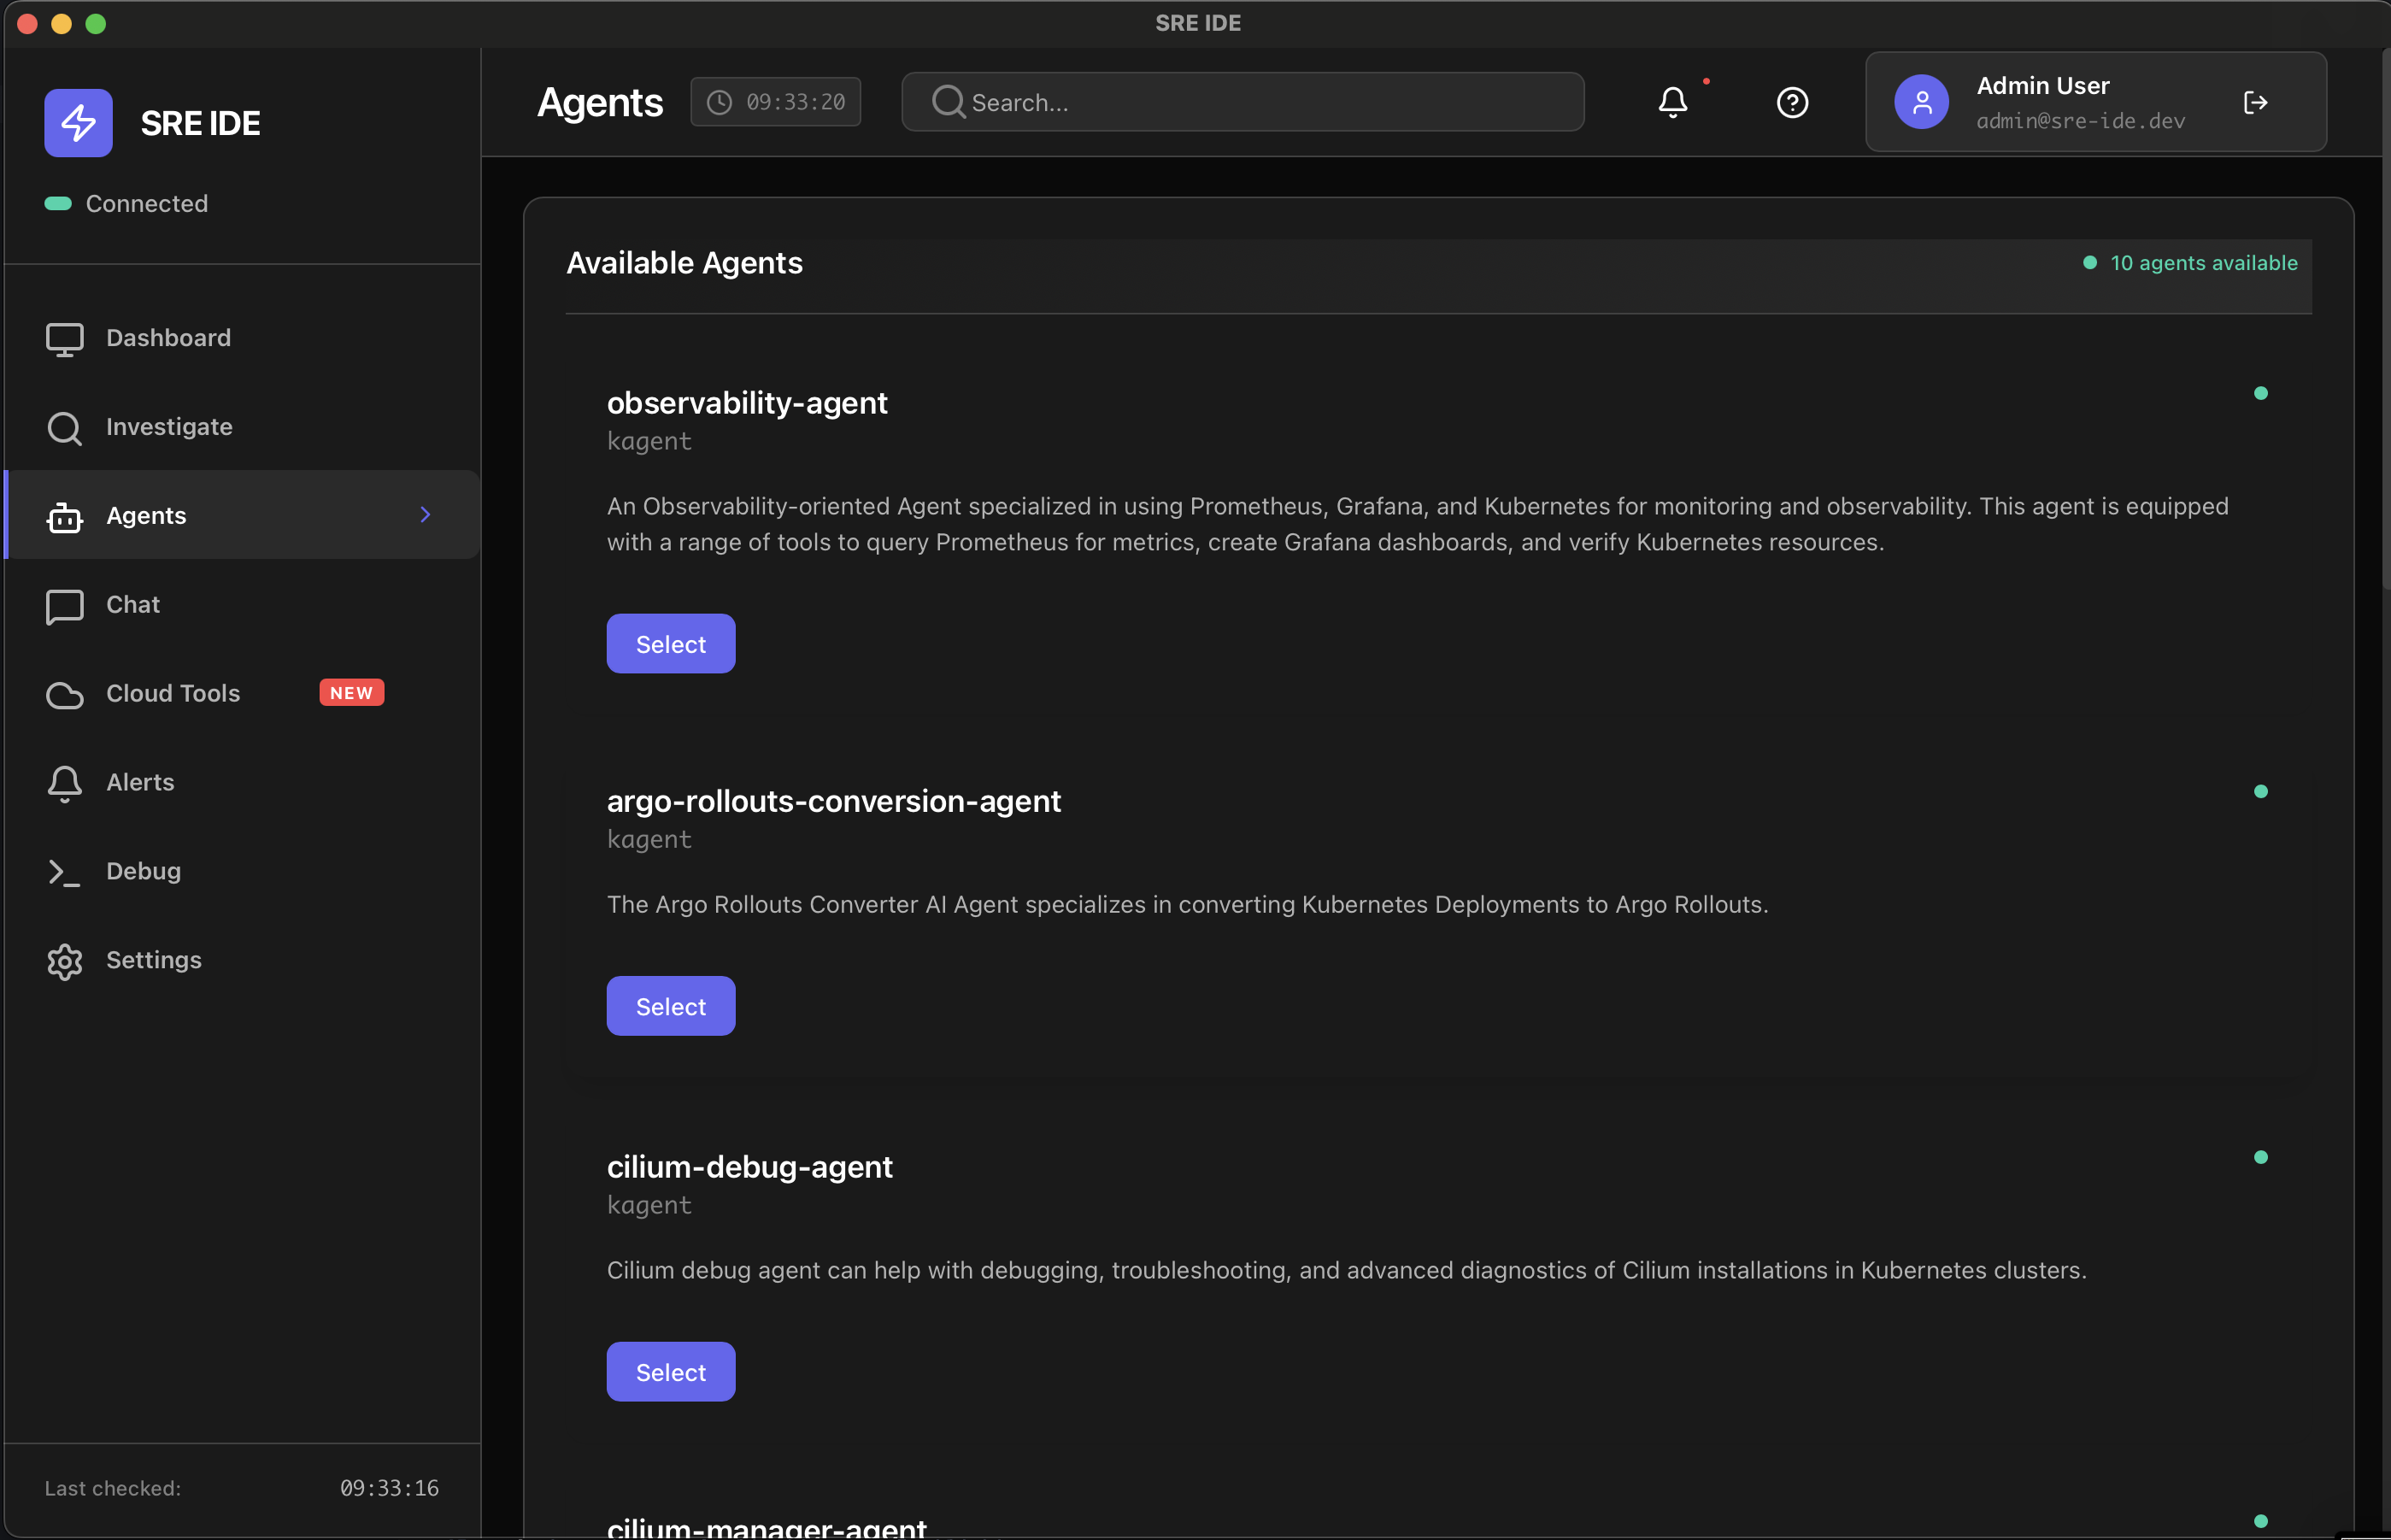 SRE IDE
SRE IDE
Connected
Dashboard
Investigate
Agents
Chat
Cloud Tools NEW
Alerts
Debug
Settings
Last checked: 09:33:16
Agents 09:33:20 Search...
Admin User
admin@sre-ide.dev
Available Agents 10 agents available
observability-agent
kagent
An Observability-oriented Agent specialized in using Prometheus, Grafana, and Kubernetes for monitoring and observability. This agent is equipped
with a range of tools to query Prometheus for metrics, create Grafana dashboards, and verify Kubernetes resources.
Select
argo-rollouts-conversion-agent
kagent
The Argo Rollouts Converter AI Agent specializes in converting Kubernetes Deployments to Argo Rollouts.
Select
cilium-debug-agent
kagent
Cilium debug agent can help with debugging, troubleshooting, and advanced diagnostics of Cilium installations in Kubernetes clusters.
Select
cilium-manager-agent